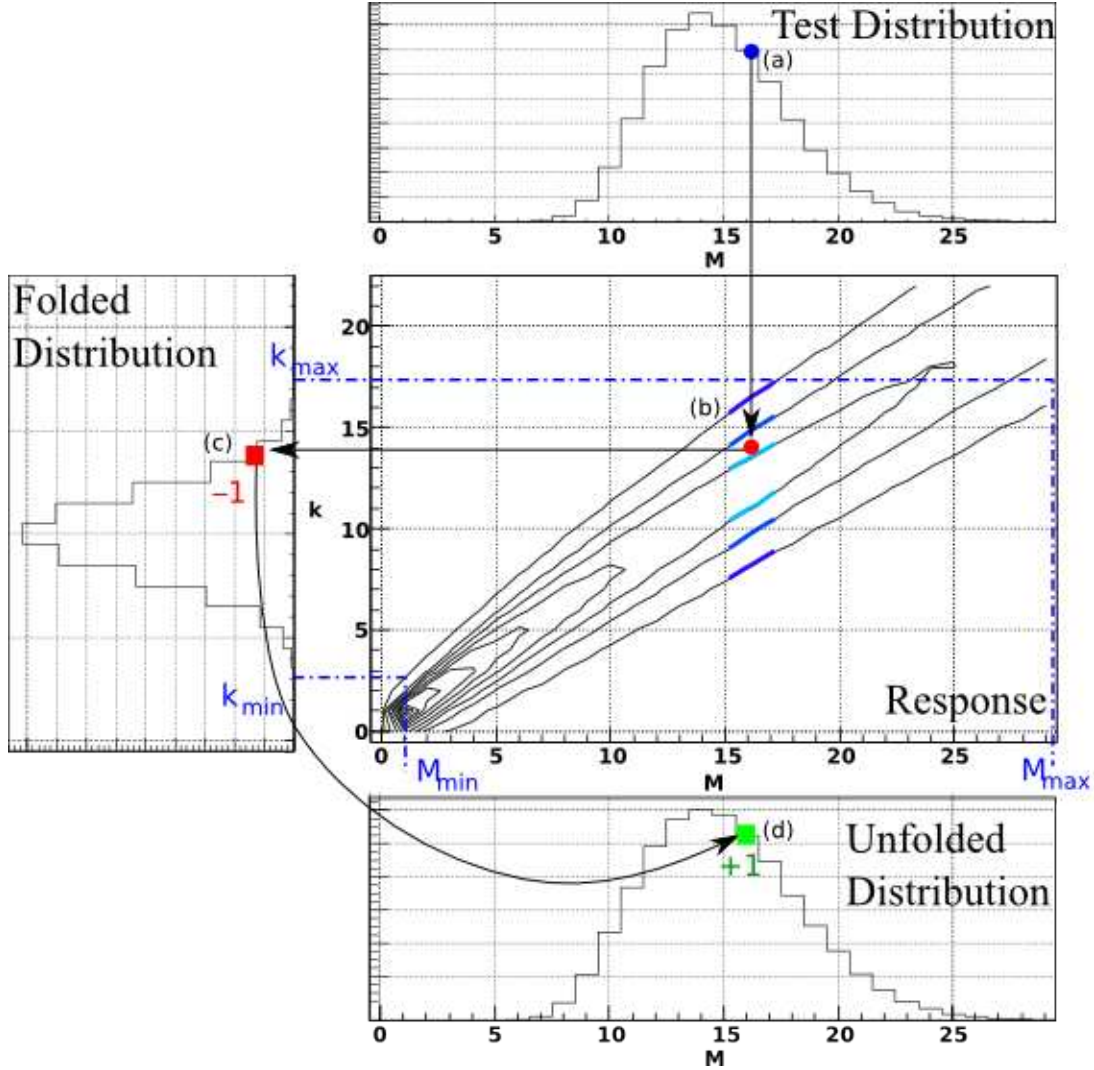 Test Distribution
(a)
0 5 10 15 20 25
M
Folded
Distribution
k max
(c)
–1
k min
k
20
15
10
5
0
(b)
Response
0 5 10 15 20 25
M min
M
M max
(d)
+1
Unfolded
Distribution
0 5 10 15 20 25
M